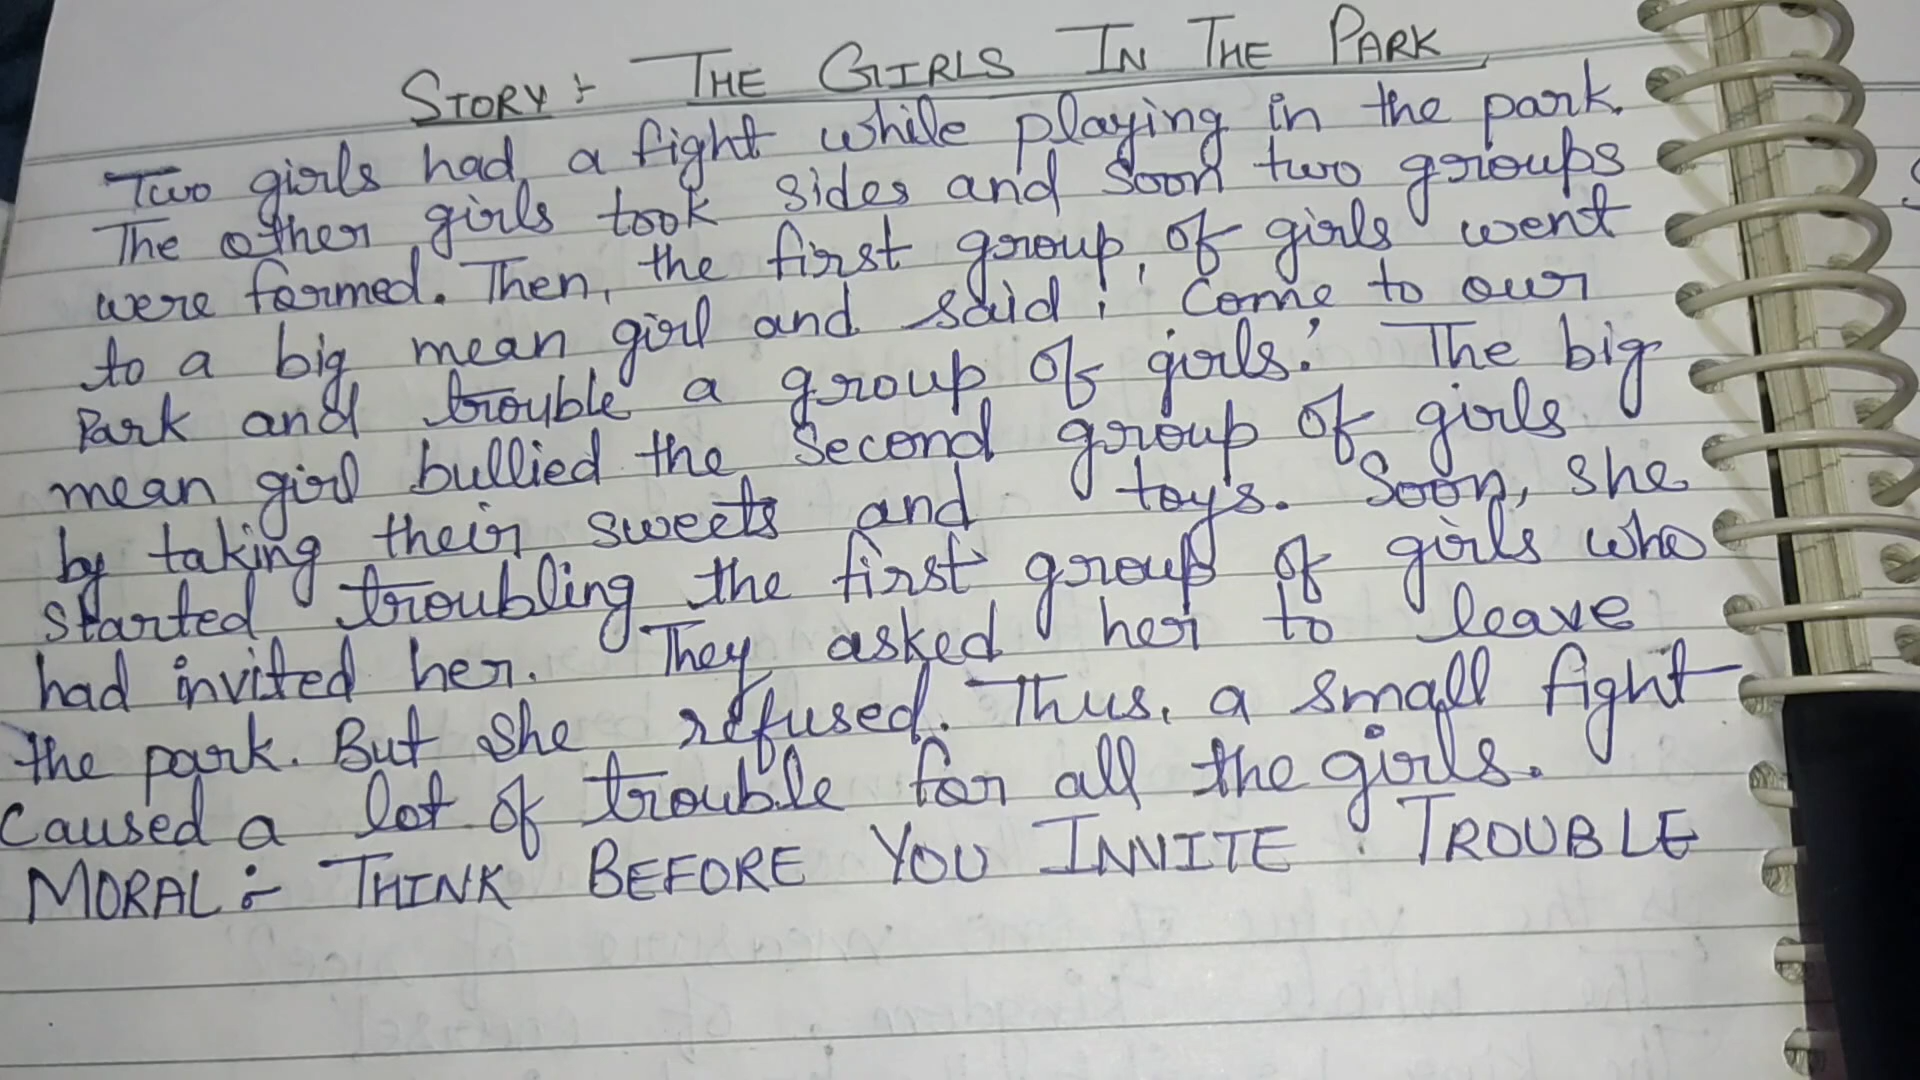 STORY :- THE GIRLS IN THE PARK
Two girls had a fight while playing in the park.
The other girls took sides and soon two groups
were formed. Then, the first group, of girls went
to a big mean girl and said: 'Come to our
Park and trouble a group of girls.' The big
mean girl bullied the second group of girls
by taking their sweets and toys. Soon, she
started troubling the first group of girls who
had invited her. They asked her to leave
the park. But she refused. Thus, a small fight
caused a lot of trouble for all the girls.
MORAL :- THINK BEFORE YOU INVITE TROUBLE